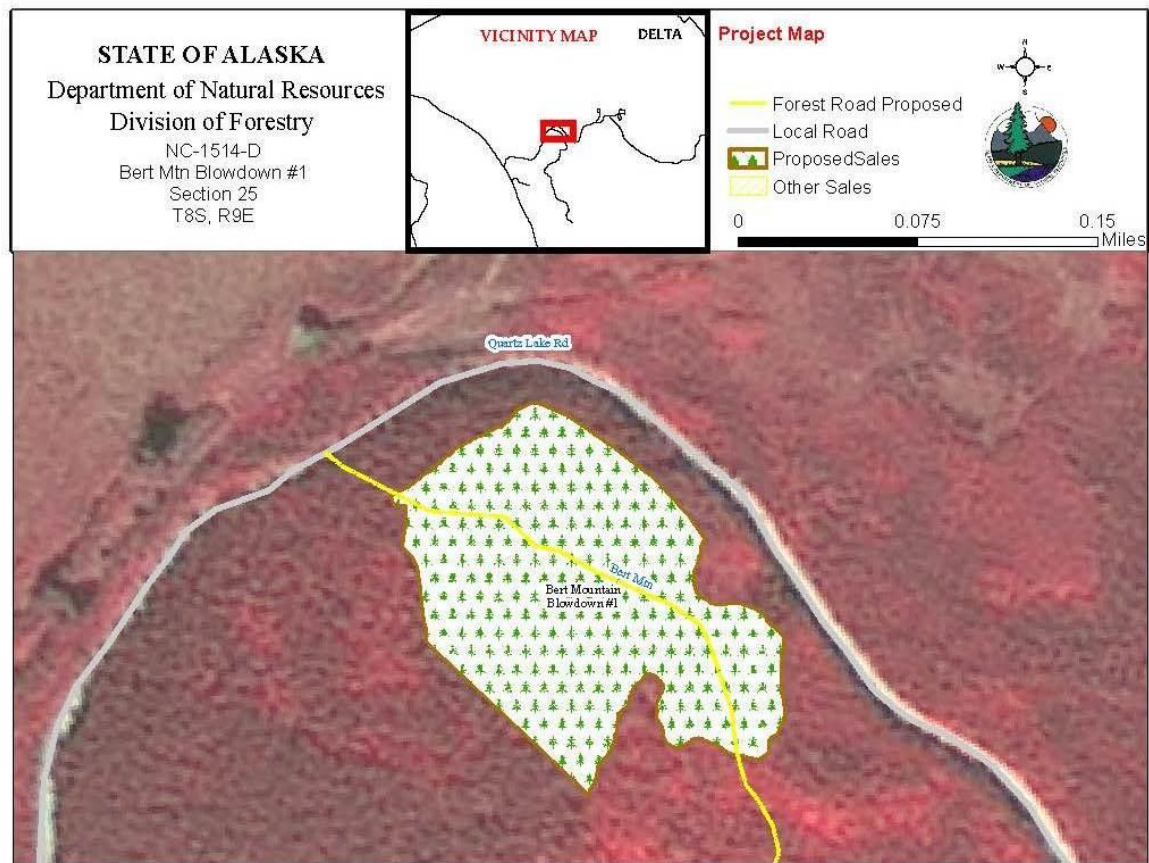 STATE OF ALASKA
Department of Natural Resources
Division of Forestry
NC-1514-D
Bert Mtn Blowdown #1
Section 25
T8S, R9E
VICINITY MAP
DELTA
Project Map
N
W
E
S
Forest Road Proposed
Local Road
ProposedSales
Other Sales
0
0.075
0.15
Miles
Quartz Lake Rd
Bert Mtn
Bert Mountain
Blowdown #1